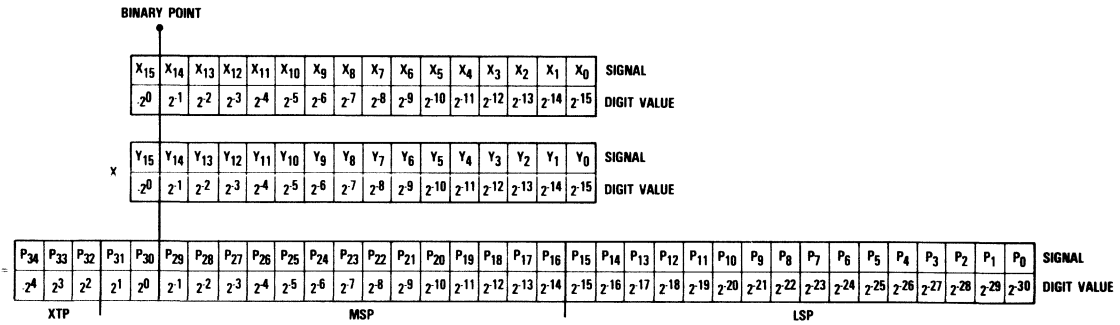 BINARY POINT
X15 X14 X13 X12 X11 X10 X9 X8 X7 X6 X5 X4 X3 X2 X1 X0 SIGNAL
-2^0 2^-1 2^-2 2^-3 2^-4 2^-5 2^-6 2^-7 2^-8 2^-9 2^-10 2^-11 2^-12 2^-13 2^-14 2^-15 DIGIT VALUE
X Y15 Y14 Y13 Y12 Y11 Y10 Y9 Y8 Y7 Y6 Y5 Y4 Y3 Y2 Y1 Y0 SIGNAL
-2^0 2^-1 2^-2 2^-3 2^-4 2^-5 2^-6 2^-7 2^-8 2^-9 2^-10 2^-11 2^-12 2^-13 2^-14 2^-15 DIGIT VALUE
= P34 P33 P32 P31 P30 P29 P28 P27 P26 P25 P24 P23 P22 P21 P20 P19 P18 P17 P16 P15 P14 P13 P12 P11 P10 P9 P8 P7 P6 P5 P4 P3 P2 P1 P0 SIGNAL
-2^4 2^3 2^2 2^1 2^0 2^-1 2^-2 2^-3 2^-4 2^-5 2^-6 2^-7 2^-8 2^-9 2^-10 2^-11 2^-12 2^-13 2^-14 2^-15 2^-16 2^-17 2^-18 2^-19 2^-20 2^-21 2^-22 2^-23 2^-24 2^-25 2^-26 2^-27 2^-28 2^-29 2^-30 DIGIT VALUE
XTP MSP LSP